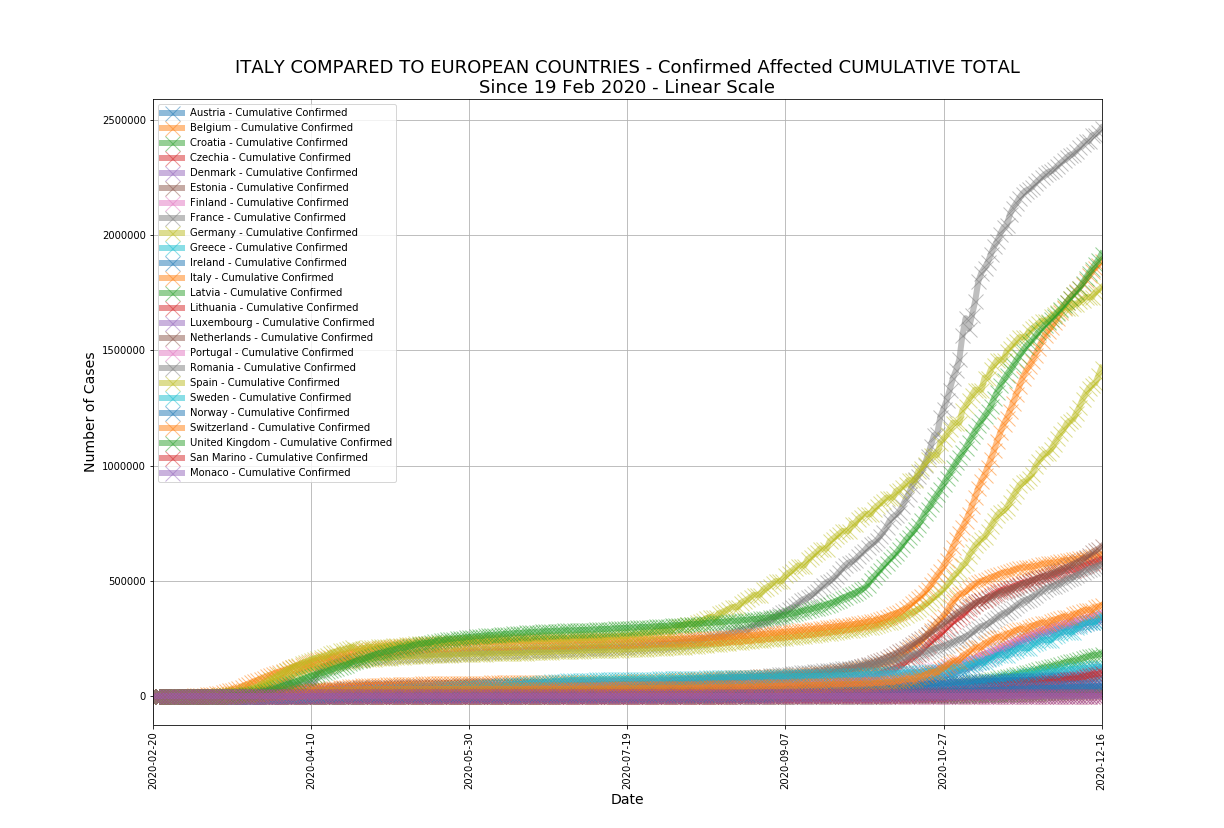 ITALY COMPARED TO EUROPEAN COUNTRIES - Confirmed Affected CUMULATIVE TOTAL
Since 19 Feb 2020 - Linear Scale
Austria - Cumulative Confirmed
Belgium - Cumulative Confirmed
Croatia - Cumulative Confirmed
Czechia - Cumulative Confirmed
Denmark - Cumulative Confirmed
Estonia - Cumulative Confirmed
Finland - Cumulative Confirmed
France - Cumulative Confirmed
Germany - Cumulative Confirmed
Greece - Cumulative Confirmed
Ireland - Cumulative Confirmed
Italy - Cumulative Confirmed
Latvia - Cumulative Confirmed
Lithuania - Cumulative Confirmed
Luxembourg - Cumulative Confirmed
Netherlands - Cumulative Confirmed
Portugal - Cumulative Confirmed
Romania - Cumulative Confirmed
Spain - Cumulative Confirmed
Sweden - Cumulative Confirmed
Norway - Cumulative Confirmed
Switzerland - Cumulative Confirmed
United Kingdom - Cumulative Confirmed
San Marino - Cumulative Confirmed
Monaco - Cumulative Confirmed
Number of Cases
2500000
2000000
1500000
1000000
500000
0
2020-02-20
2020-04-10
2020-05-30
2020-07-19
2020-09-07
2020-10-27
2020-12-16
Date